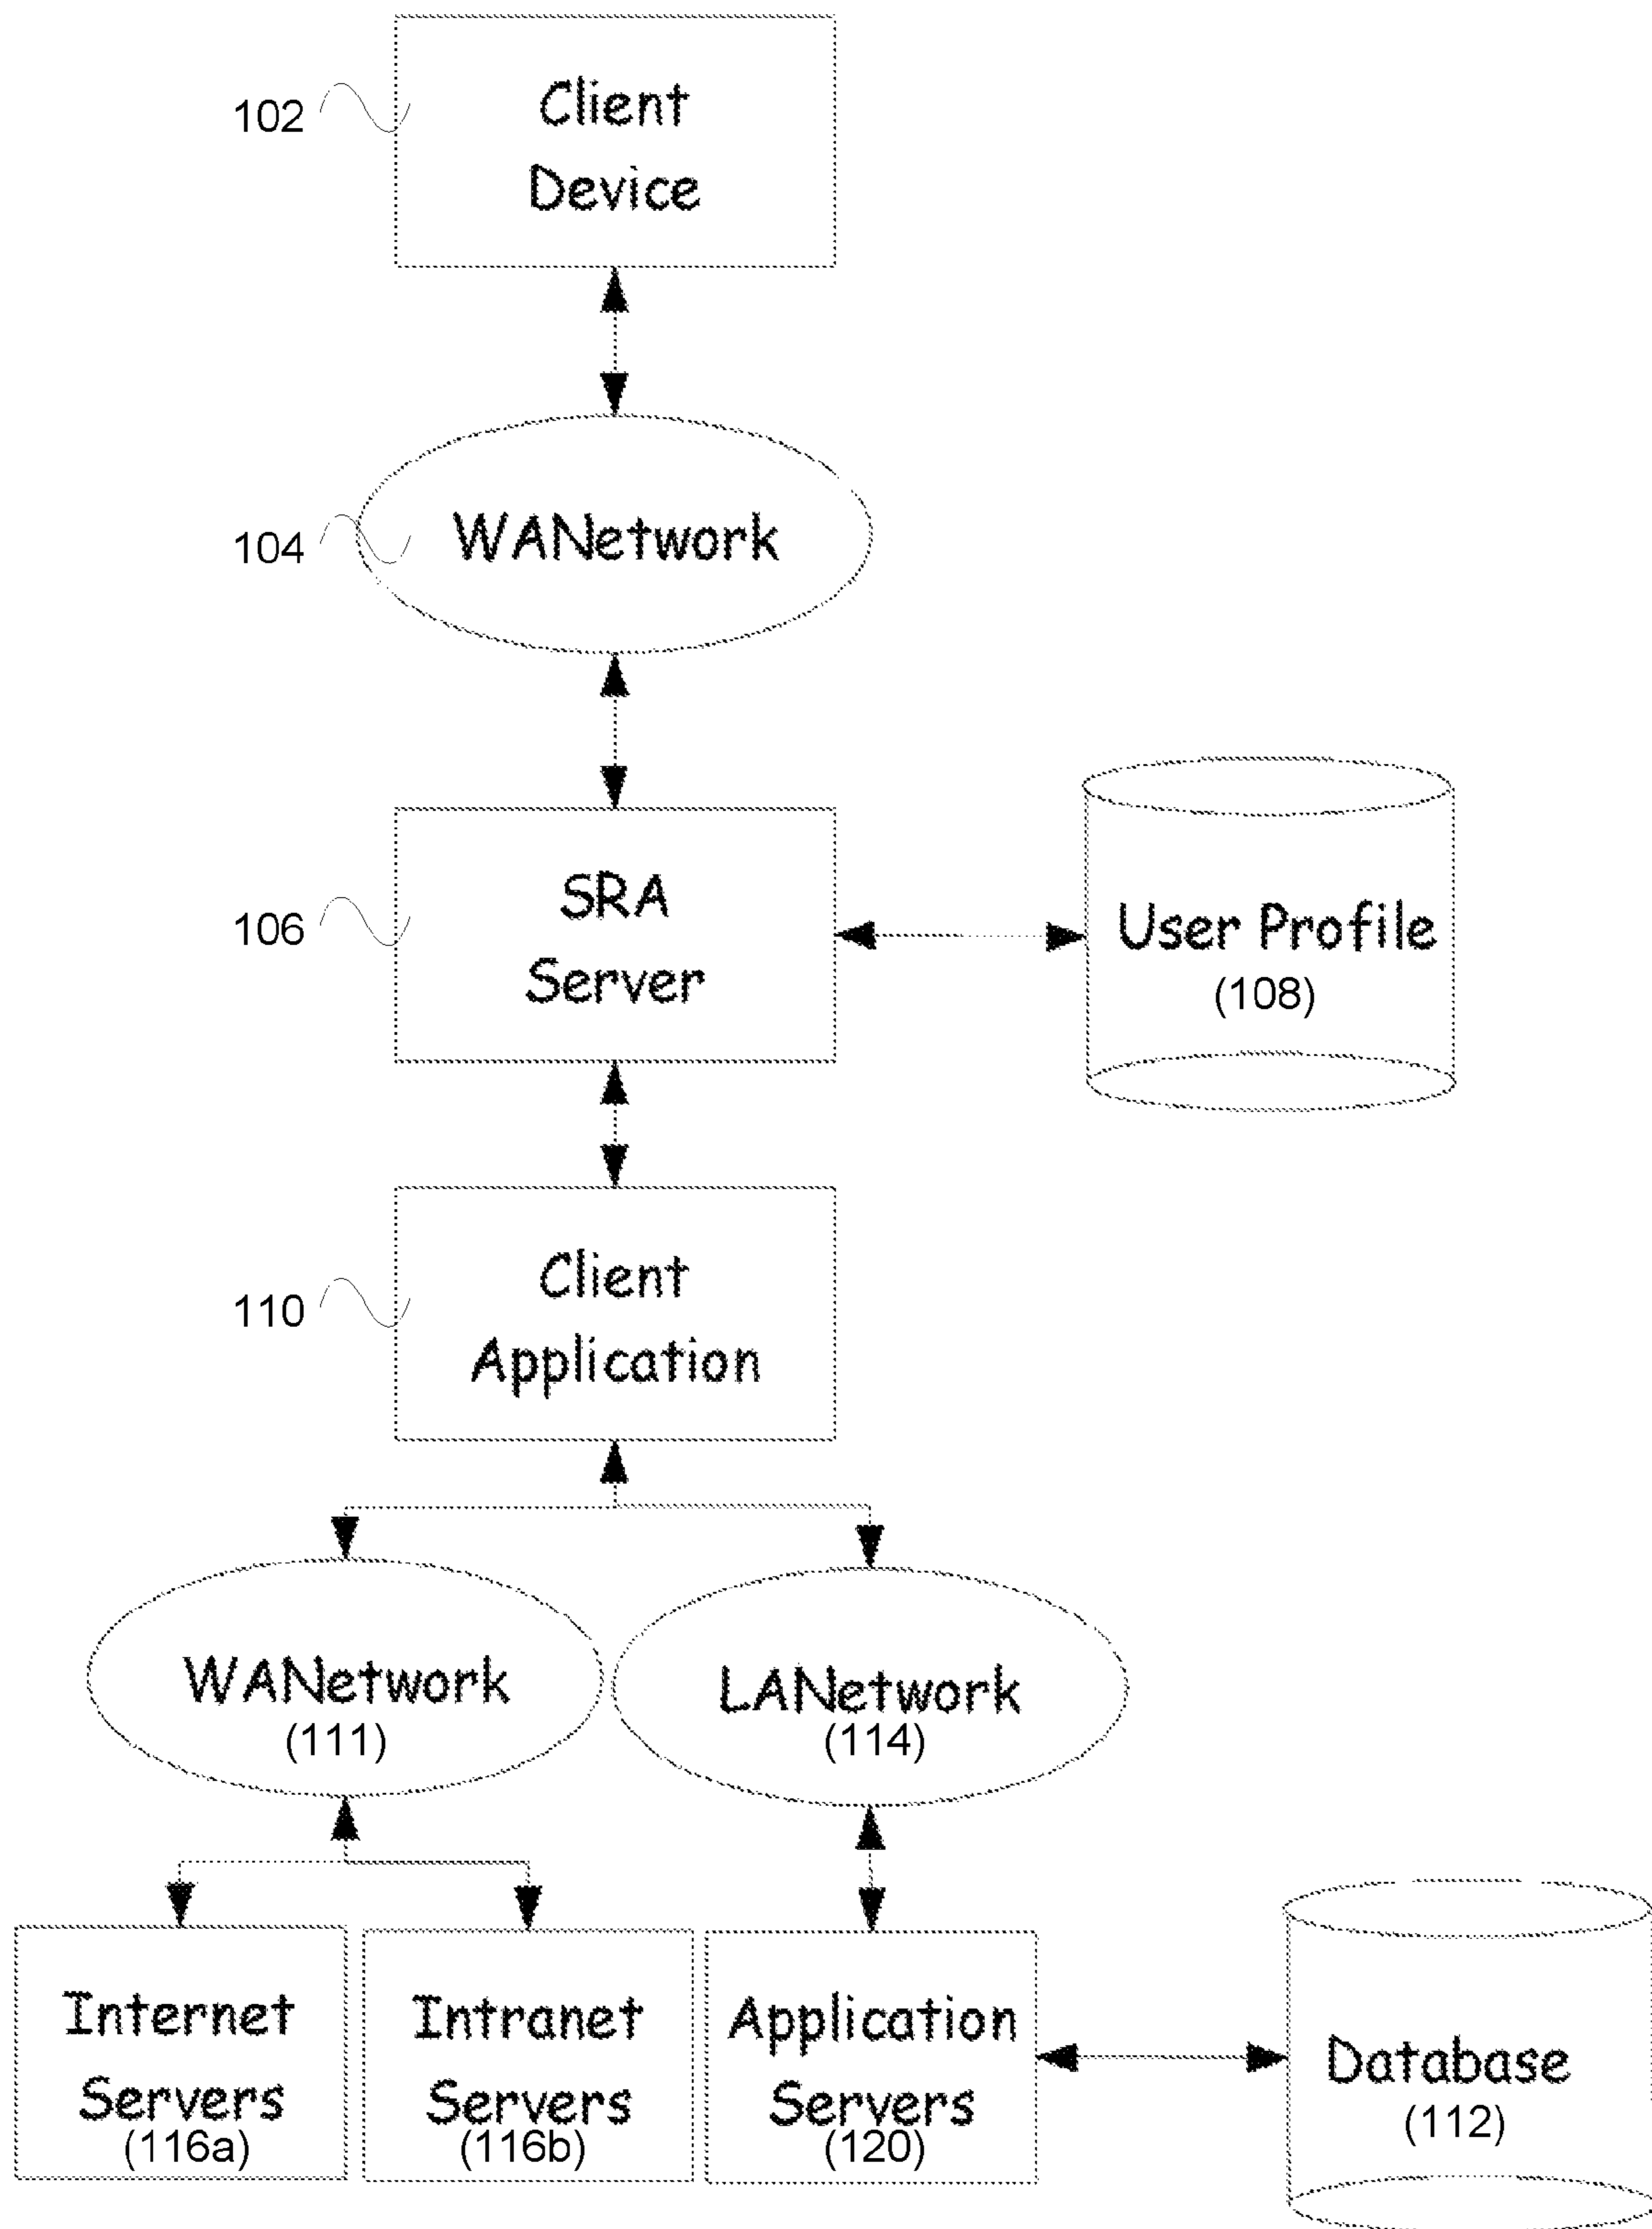 102
Client
Device
104
WANetwork
106
SRA
Server
User Profile
(108)
110
Client
Application
WANetwork
(111)
LANetwork
(114)
Internet
Servers
(116a)
Intranet
Servers
(116b)
Application
Servers
(120)
Database
(112)